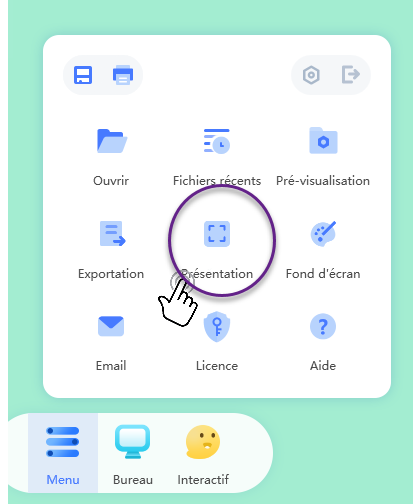 Ouvrir
Fichiers récents
Pré-visualisation
Exportation
Présentation
Fond d'écran
Email
Licence
Aide
Menu
Bureau
Interactif